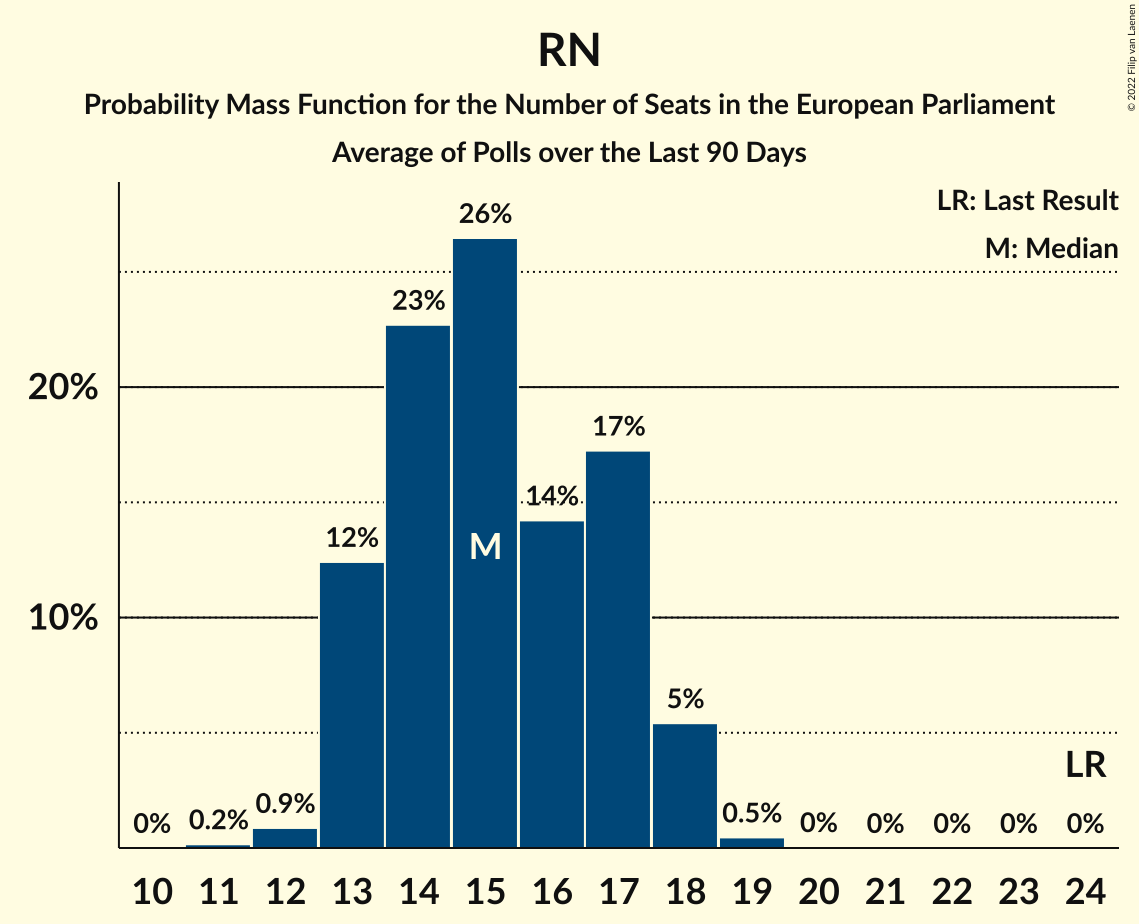 RN
Probability Mass Function for the Number of Seats in the European Parliament
Average of Polls over the Last 90 Days
© 2022 Filip van Laenen
LR: Last Result
M: Median
26%
23%
20%
17%
14%
12%
M
10%
5%
LR
0%
0.2%
0.9%
0.5%
0%
0%
0%
0%
0%
10 11 12 13 14 15 16 17 18 19 20 21 22 23 24